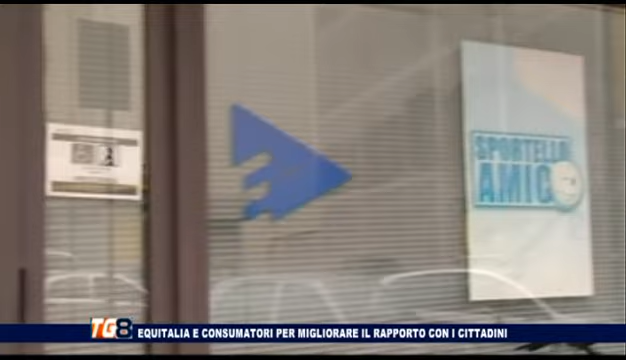 SPORTELLO
AMICO
TG8 EQUITALIA E CONSUMATORI PER MIGLIORARE IL RAPPORTO CON I CITTADINI